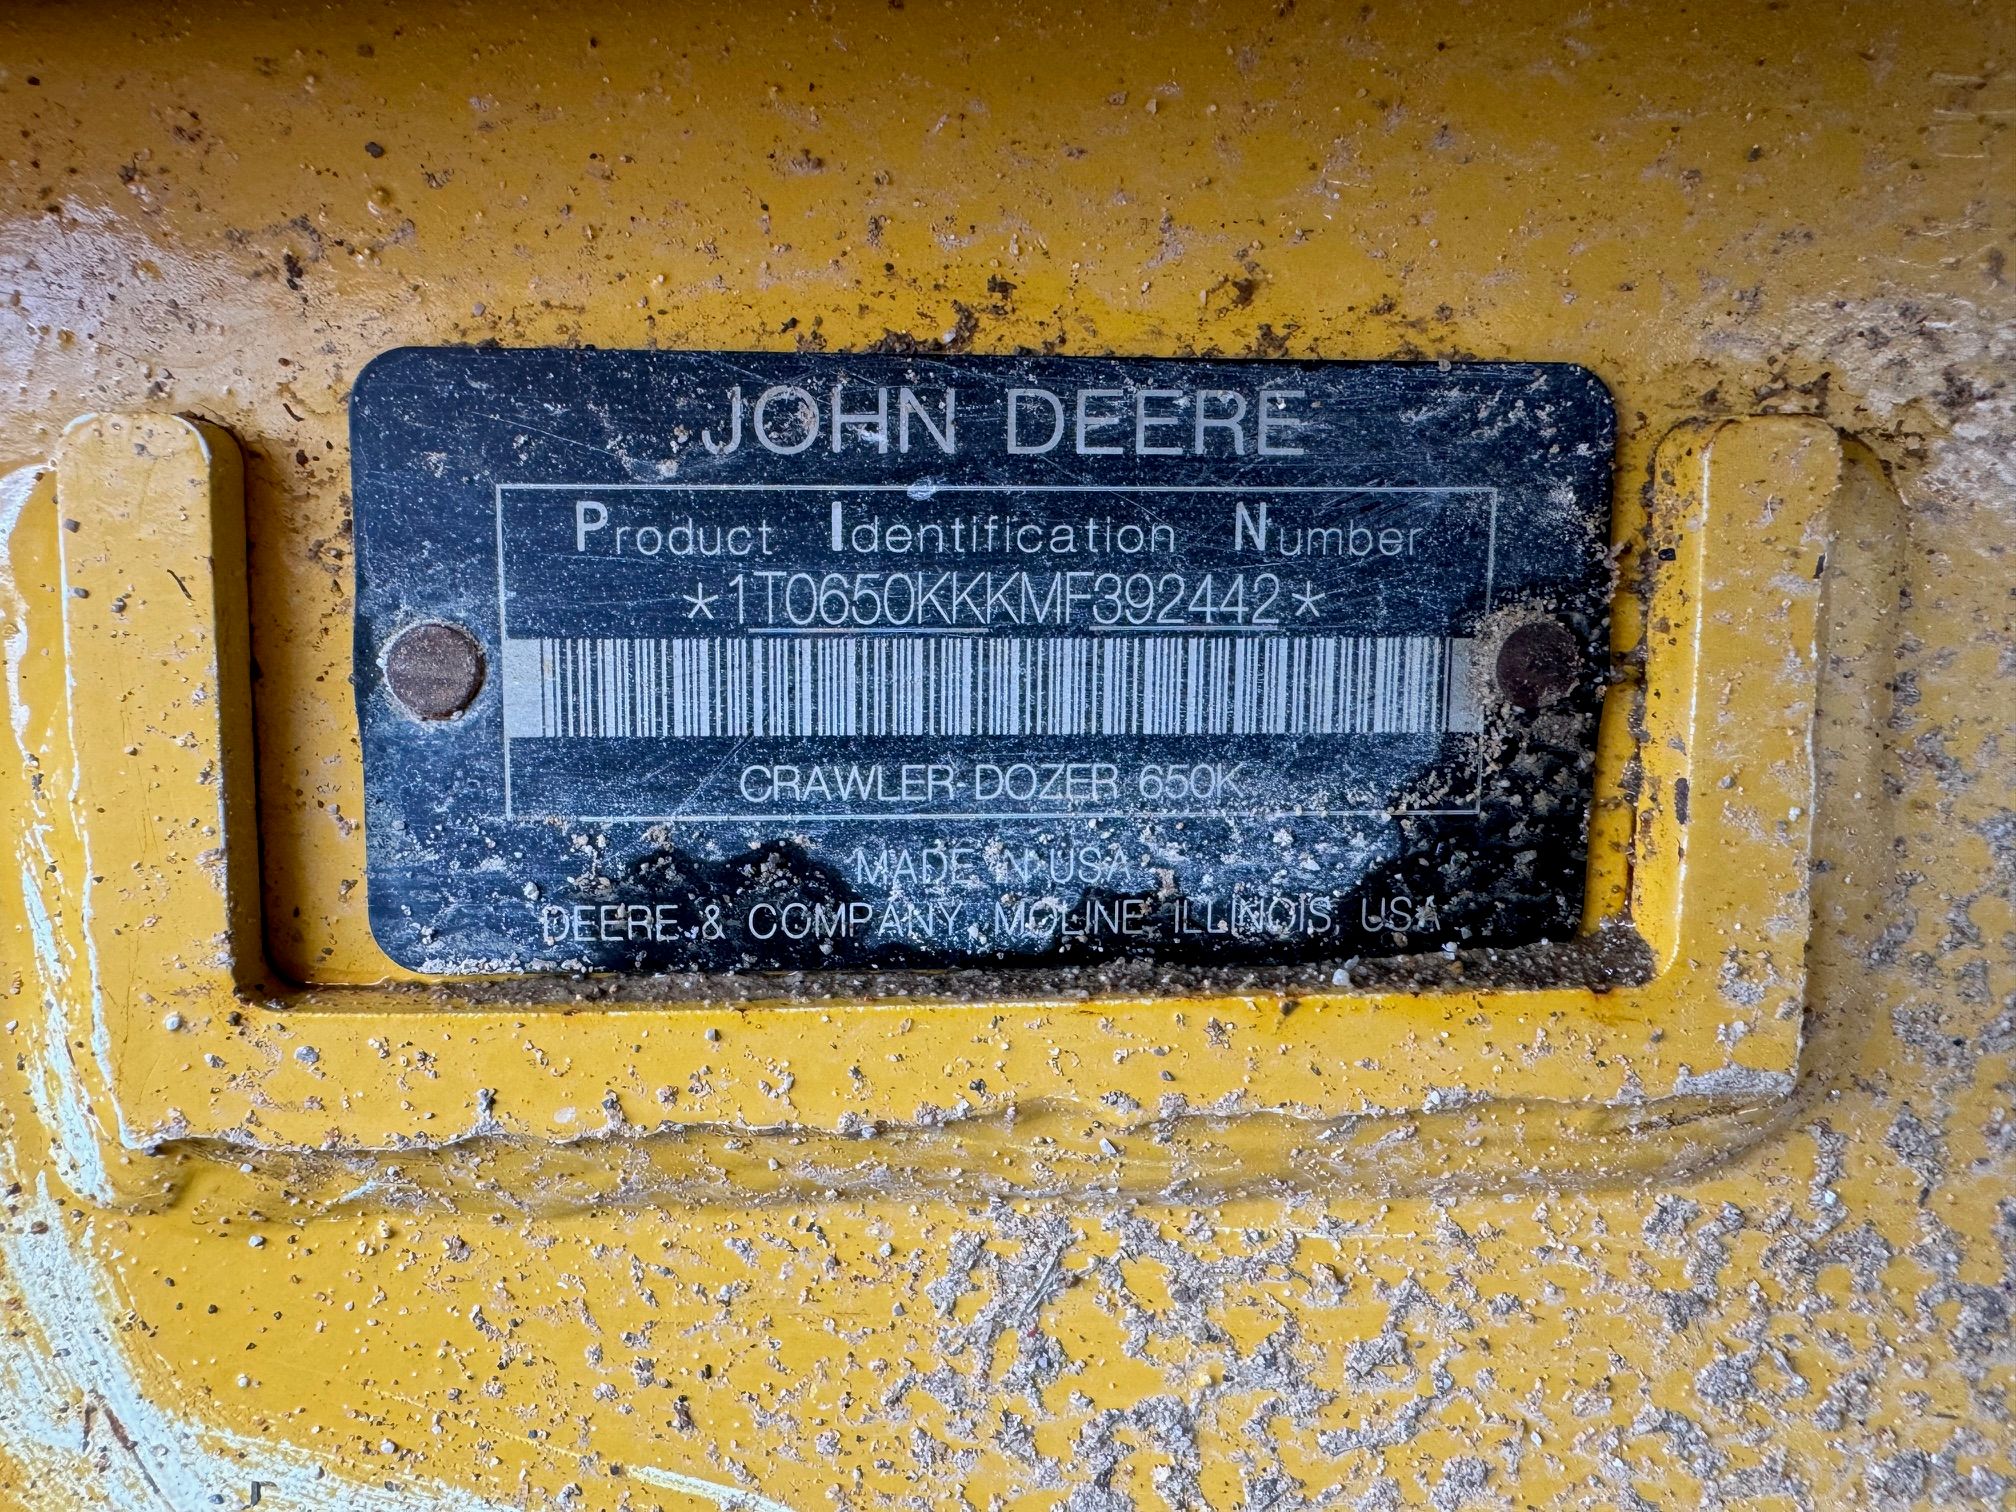 JOHN DEERE
Product Identification Number
*1T0650KKKMF392442*
CRAWLER-DOZER 650K
MADE IN USA
DEERE & COMPANY, MOLINE, ILLINOIS, USA